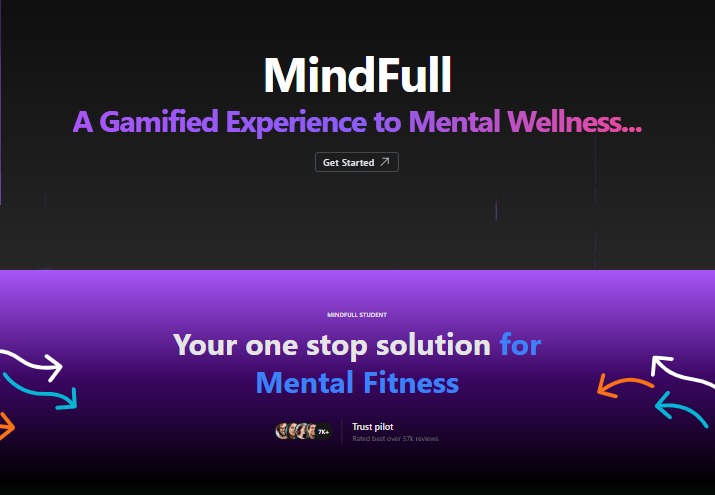 MindFull
A Gamified Experience to Mental Wellness...
Get Started
MINDFULL STUDENT
Your one stop solution for
Mental Fitness
7K+
Trust pilot
Rated best over 37k reviews